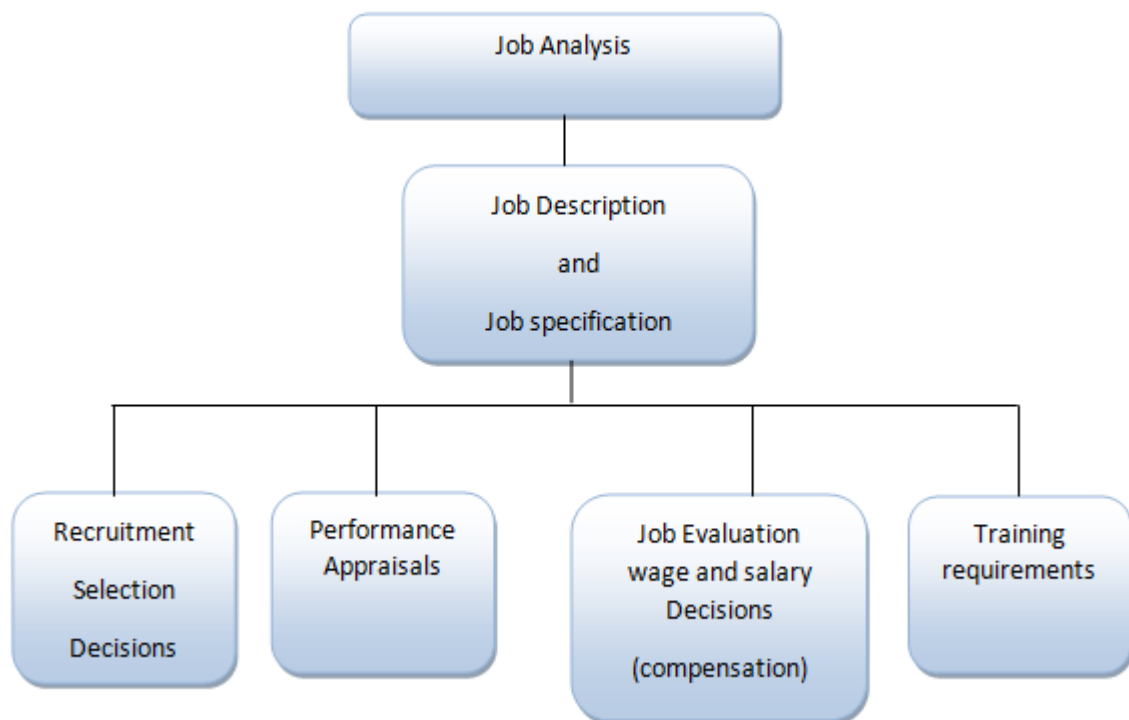 Job Analysis
Job Description
and
Job specification
Recruitment
Selection
Decisions
Performance
Appraisals
Job Evaluation
wage and salary
Decisions
(compensation)
Training
requirements